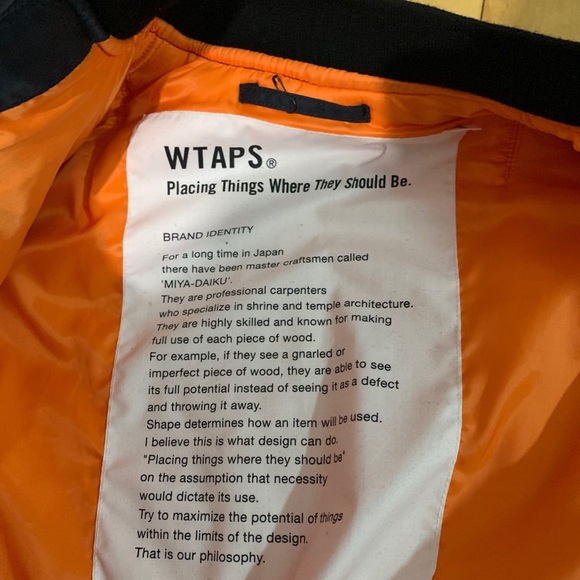 WTAPS®
Placing Things Where They Should Be.
BRAND IDENTITY
For a long time in Japan
there have been master craftsmen called
'MIYA-DAIKU'.
They are professional carpenters
who specialize in shrine and temple architecture.
They are highly skilled and known for making
full use of each piece of wood.
For example, if they see a gnarled or
imperfect piece of wood, they are able to see
its full potential instead of seeing it as a defect
and throwing it away.
Shape determines how an item will be used.
I believe this is what design can do.
"Placing things where they should be"
on the assumption that necessity
would dictate its use.
Try to maximize the potential of things
within the limits of the design.
That is our philosophy.